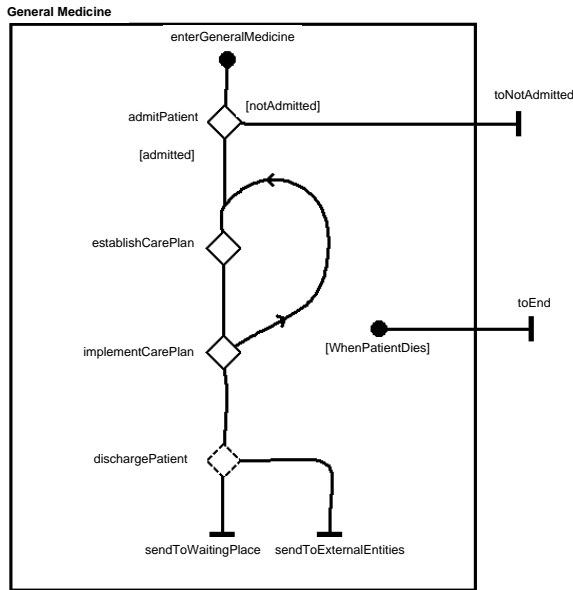 General Medicine
enterGeneralMedicine
toNotAdmitted
[notAdmitted]
admitPatient
[admitted]
establishCarePlan
toEnd
[WhenPatientDies]
implementCarePlan
dischargePatient
sendToWaitingPlace sendToExternalEntities